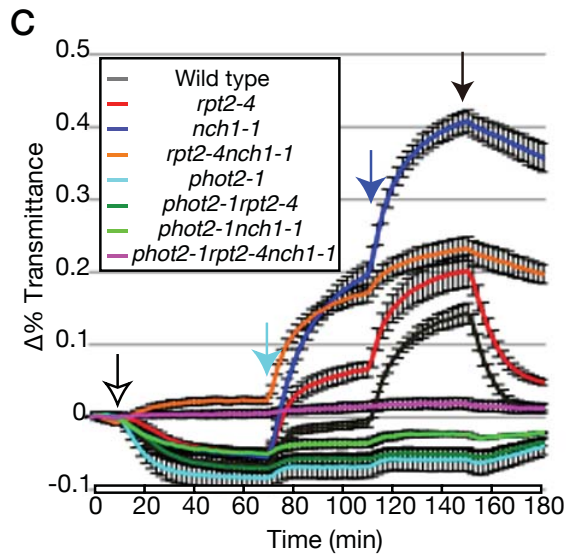 C
0.5
0.4
0.3
0.2
0.1
0
-0.1
Δ% Transmittance
Wild type
rpt2-4
nch1-1
rpt2-4nch1-1
phot2-1
phot2-1rpt2-4
phot2-1nch1-1
phot2-1rpt2-4nch1-1
0 20 40 60 80 100 120 140 160 180
Time (min)